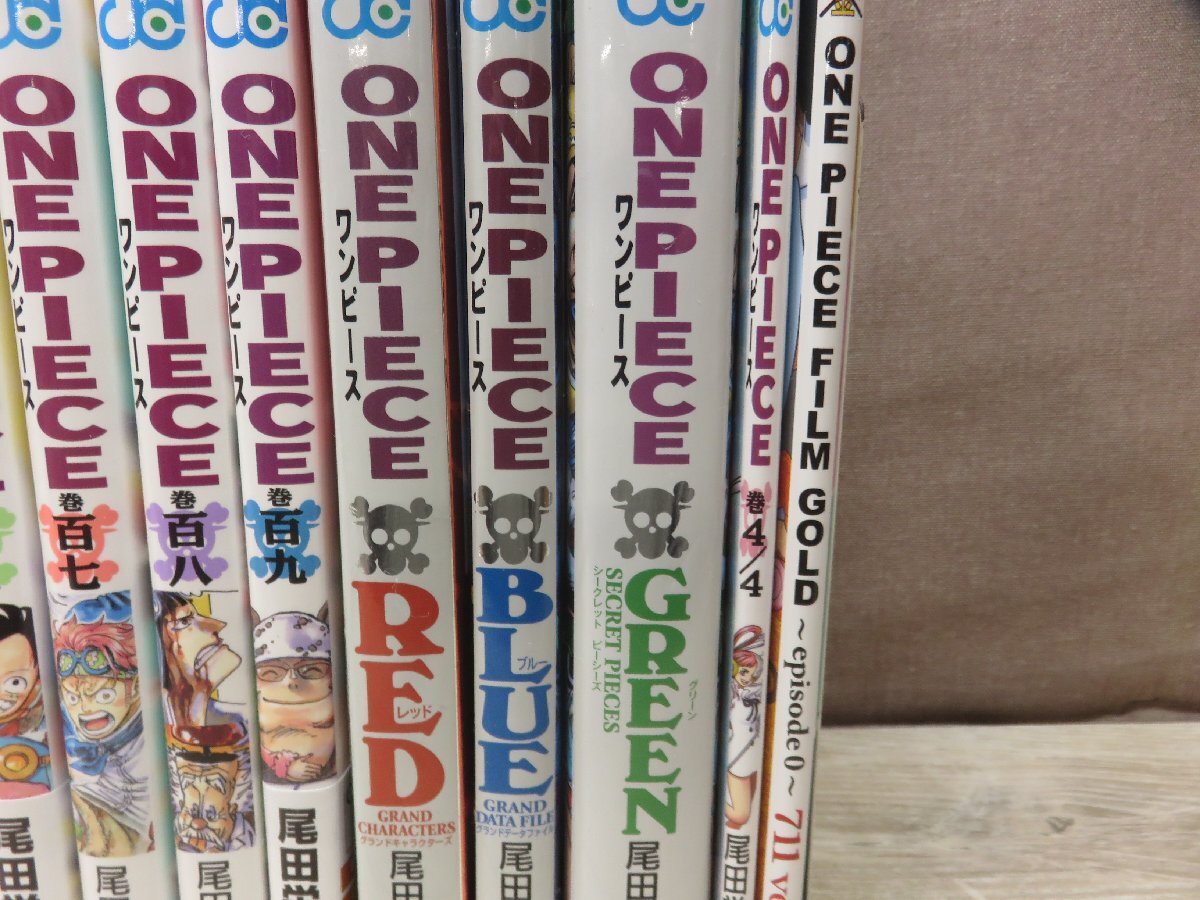 ONE PIECE
ワンピース
巻百七
尾
ONE PIECE
ワンピース
巻百八
尾
ONE PIECE
ワンピース
巻百九
尾田栄
ONE PIECE
ワンピース
RED
レッド
GRAND
CHARACTERS
グランドキャラクターズ
尾田
ONE PIECE
ワンピース
BLUE
ブルー
GRAND
DATA FILE
グランドデータファイル
尾田
ONE PIECE
ワンピース
GREEN
グリーン
SECRET PIECES
シークレット ピーシーズ
尾田
ONE PIECE
ワンピース
巻4/4
尾田栄
ONE PIECE FILM GOLD ～episode 0～ 711
尾田